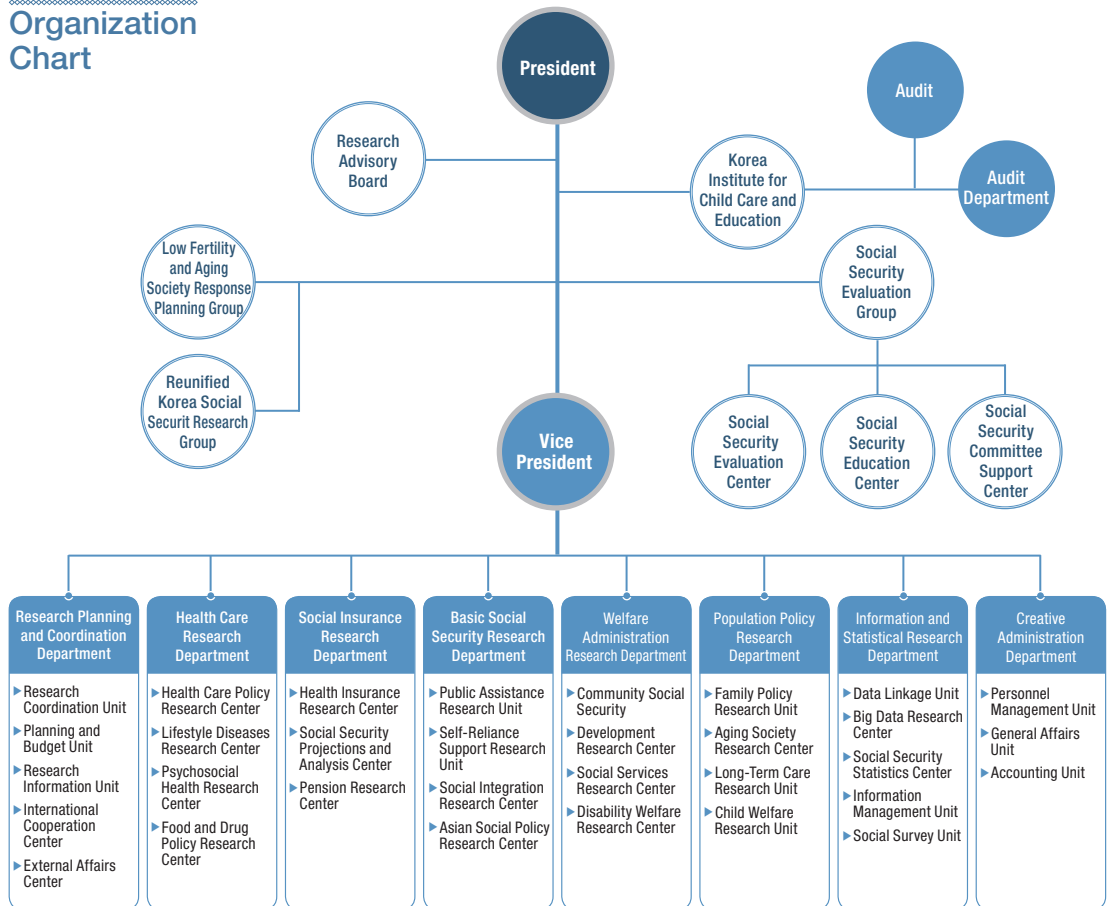 Organization
Chart
President
Audit
Research
Advisory
Board
Korea
Institute for
Child Care and
Education
Audit
Department
Low Fertility
and Aging
Society Response
Planning Group
Social
Security
Evaluation
Group
Reunified
Korea Social
Securit Research
Group
Vice
President
Social
Security
Evaluation
Center
Social
Security
Education
Center
Social
Security
Committee
Support
Center
Research Planning
and Coordination
Department
Research
Coordination Unit
Planning and
Budget Unit
Research
Information Unit
International
Cooperation
Center
External Affairs
Center
Health Care
Research
Department
Health Care Policy
Research Center
Lifestyle Diseases
Research Center
Psychosocial
Health Research
Center
Food and Drug
Policy Research
Center
Social Insurance
Research
Department
Health Insurance
Research Center
Social Security
Projections and
Analysis Center
Pension Research
Center
Basic Social
Security Research
Department
Public Assistance
Research Unit
Self-Reliance
Support Research
Unit
Social Integration
Research Center
Asian Social Policy
Research Center
Welfare
Administration
Research Department
Community Social
Security
Development
Research Center
Social Services
Research Center
Disability Welfare
Research Center
Population Policy
Research
Department
Family Policy
Research Unit
Aging Society
Research Center
Long-Term Care
Research Unit
Child Welfare
Research Unit
Information and
Statistical Research
Department
Data Linkage Unit
Big Data Research
Center
Social Security
Statistics Center
Information
Management Unit
Social Survey Unit
Creative
Administration
Department
Personnel
Management Unit
General Affairs
Unit
Accounting Unit